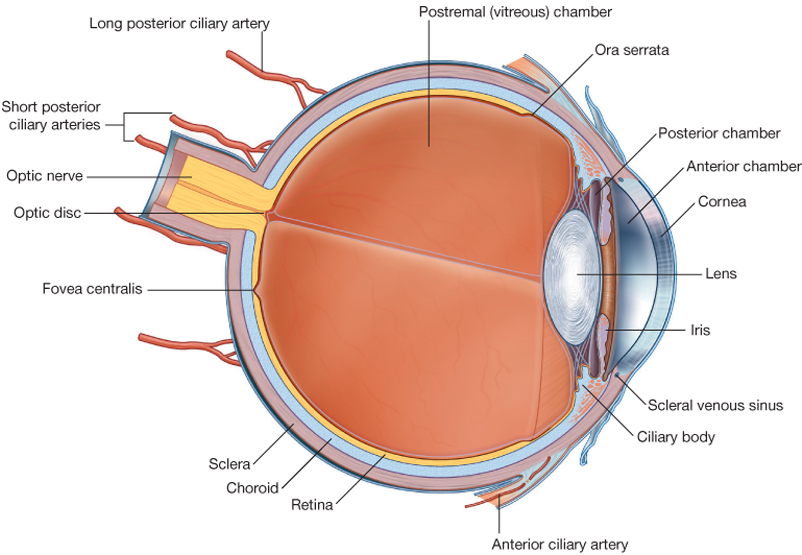 Postremal (vitreous) chamber
Long posterior ciliary artery
Ora serrata
Short posterior
ciliary arteries
Posterior chamber
Anterior chamber
Optic nerve
Cornea
Optic disc
Lens
Fovea centralis
Iris
Scleral venous sinus
Ciliary body
Sclera
Choroid
Retina
Anterior ciliary artery